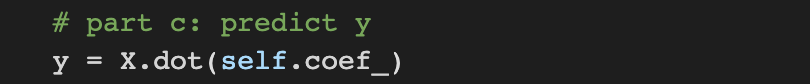 # part c: predict y
y = X.dot(self.coef_)